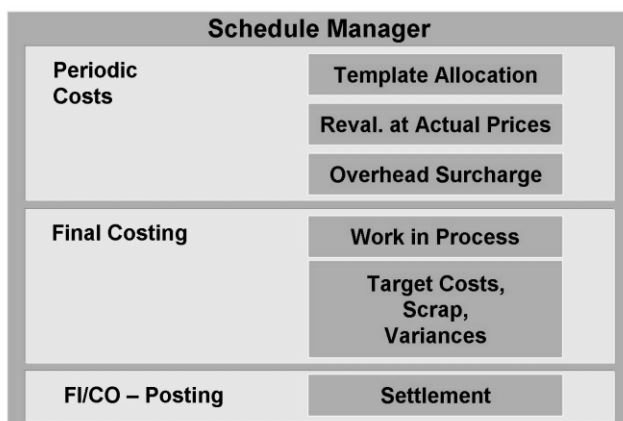 Schedule Manager
Periodic
Costs
Template Allocation
Reval. at Actual Prices
Overhead Surcharge
Final Costing
Work in Process
Target Costs,
Scrap,
Variances
FI/CO – Posting
Settlement